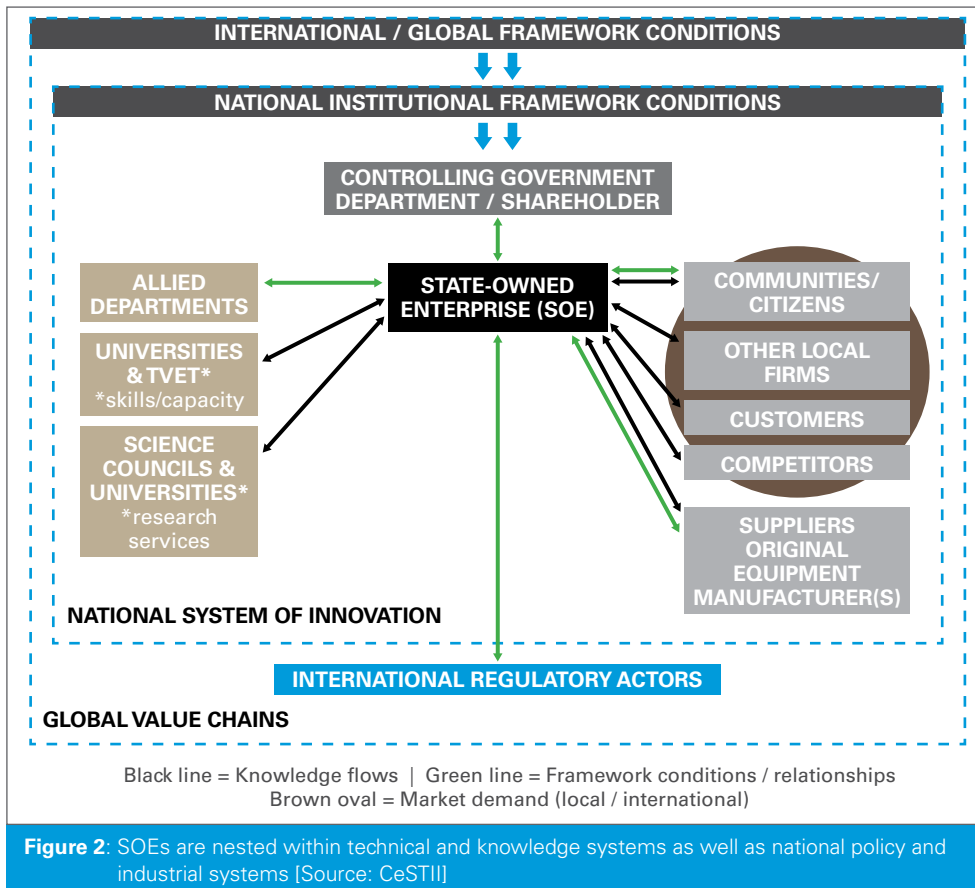 INTERNATIONAL / GLOBAL FRAMEWORK CONDITIONS
NATIONAL INSTITUTIONAL FRAMEWORK CONDITIONS
CONTROLLING GOVERNMENT
DEPARTMENT / SHAREHOLDER
ALLIED
DEPARTMENTS
STATE-OWNED
ENTERPRISE (SOE)
COMMUNITIES/
CITIZENS
UNIVERSITIES
& TVET*
*skills/capacity
OTHER LOCAL
FIRMS
CUSTOMERS
SCIENCE
COUNCILS &
UNIVERSITIES*
*research
services
COMPETITORS
SUPPLIERS
ORIGINAL
EQUIPMENT
MANUFACTURER(S)
NATIONAL SYSTEM OF INNOVATION
INTERNATIONAL REGULATORY ACTORS
GLOBAL VALUE CHAINS
Black line = Knowledge flows | Green line = Framework conditions / relationships
Brown oval = Market demand (local / international)
Figure 2: SOEs are nested within technical and knowledge systems as well as national policy and
industrial systems [Source: CeSTII]